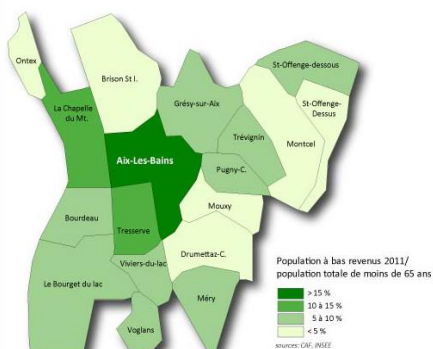 Ontex
Brison St I.
St-Offenge-dessous
La Chapelle
du Mt.
Grésy-sur-Aix
St-Offenge-
Dessus
Trévignin
Montcel
Aix-Les-Bains
Pugny-C.
Mouxy
Bourdeau
Tresserve
Drumettaz-C.
Viviers-du-lac
Le Bourget du lac
Méry
Voglans
Population à bas revenus 2011/
population totale de moins de 65 ans
> 15 %
10 à 15 %
5 à 10 %
< 5 %
sources: CAF, INSEE